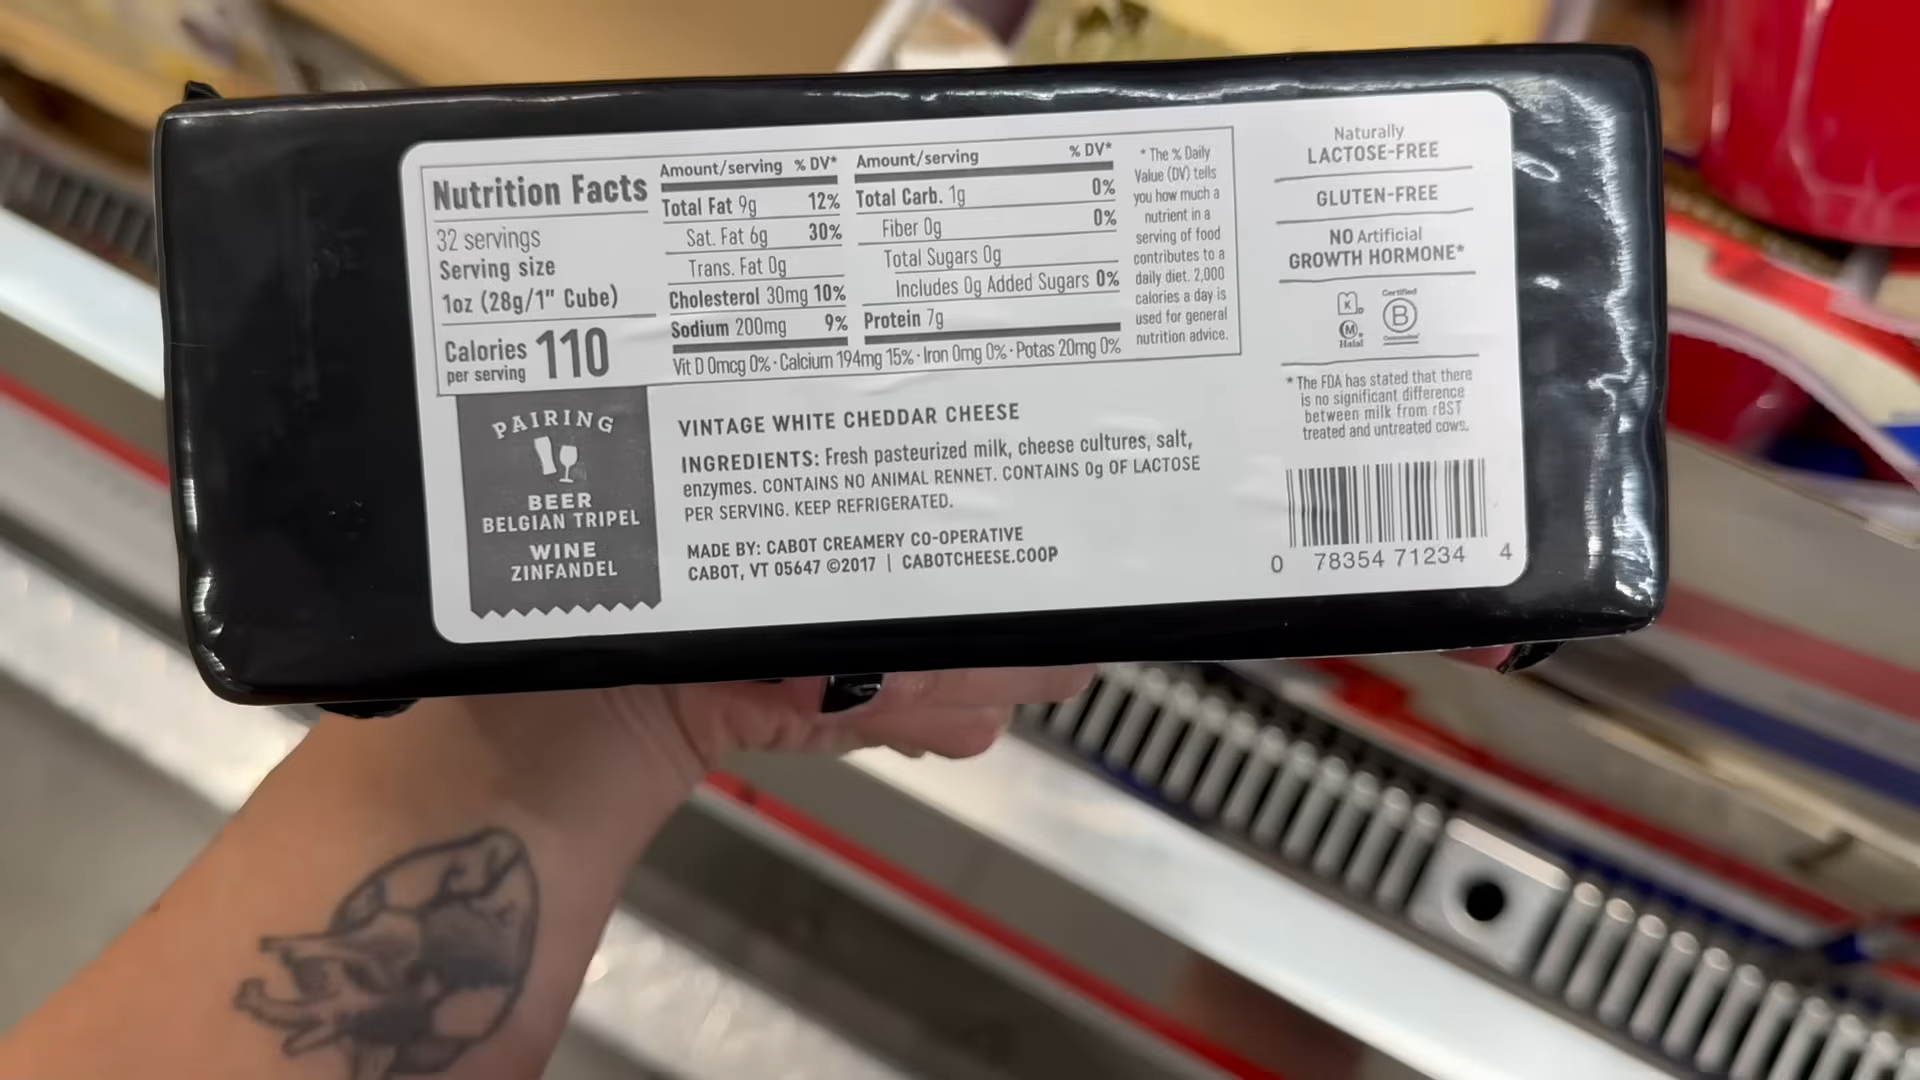 Nutrition Facts
32 servings
Serving size
1oz (28g/1" Cube)
Calories
per serving
110
Amount/serving % DV*
Total Fat 9g 12%
Sat. Fat 6g 30%
Trans. Fat 0g
Cholesterol 30mg 10%
Sodium 200mg 9%
Amount/serving % DV*
Total Carb. 1g 0%
Fiber 0g 0%
Total Sugars 0g
Includes 0g Added Sugars 0%
Protein 7g
Vit D 0mcg 0% · Calcium 194mg 15% · Iron 0mg 0% · Potas 20mg 0%
* The % Daily
Value (DV) tells
you how much a
nutrient in a
serving of food
contributes to a
daily diet. 2,000
calories a day is
used for general
nutrition advice.
PAIRING
BEER
BELGIAN TRIPEL
WINE
ZINFANDEL
VINTAGE WHITE CHEDDAR CHEESE
INGREDIENTS: Fresh pasteurized milk, cheese cultures, salt,
enzymes. CONTAINS NO ANIMAL RENNET. CONTAINS 0g OF LACTOSE
PER SERVING. KEEP REFRIGERATED.
MADE BY: CABOT CREAMERY CO-OPERATIVE
CABOT, VT 05647 ©2017 | CABOTCHEESE.COOP
Naturally
LACTOSE-FREE
GLUTEN-FREE
NO Artificial
GROWTH HORMONE*
K
M
Halal
Certified
B
* The FDA has stated that there
is no significant difference
between milk from rBST
treated and untreated cows.
0 78354 71234 4